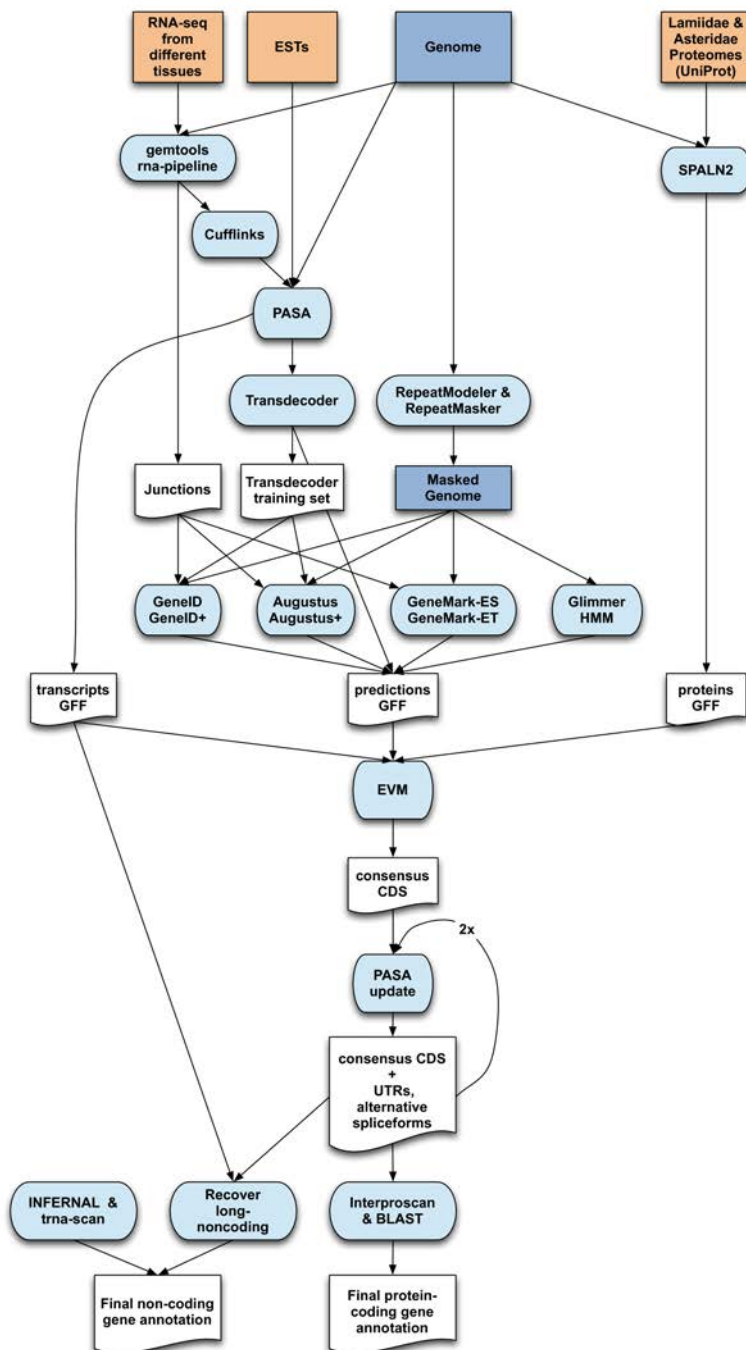 RNA-seq
from
different
tissues
ESTs
Genome
Lamiidae &
Asteridae
Proteomes
(UniProt)
gemtools
rna-pipeline
SPALN2
Cufflinks
PASA
Transdecoder
RepeatModeler &
RepeatMasker
Junctions
Transdecoder
training set
Masked
Genome
GeneID
GeneID+
Augustus
Augustus+
GeneMark-ES
GeneMark-ET
Glimmer
HMM
transcripts
GFF
predictions
GFF
proteins
GFF
EVM
consensus
CDS
2x
PASA
update
consensus CDS
+
UTRs,
alternative
spliceforms
INFERNAL &
trna-scan
Recover
long-
noncoding
Interproscan
& BLAST
Final non-coding
gene annotation
Final protein-
coding gene
annotation